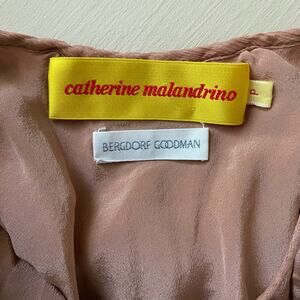 catherine malandrino
P
BERGDORF GOODMAN